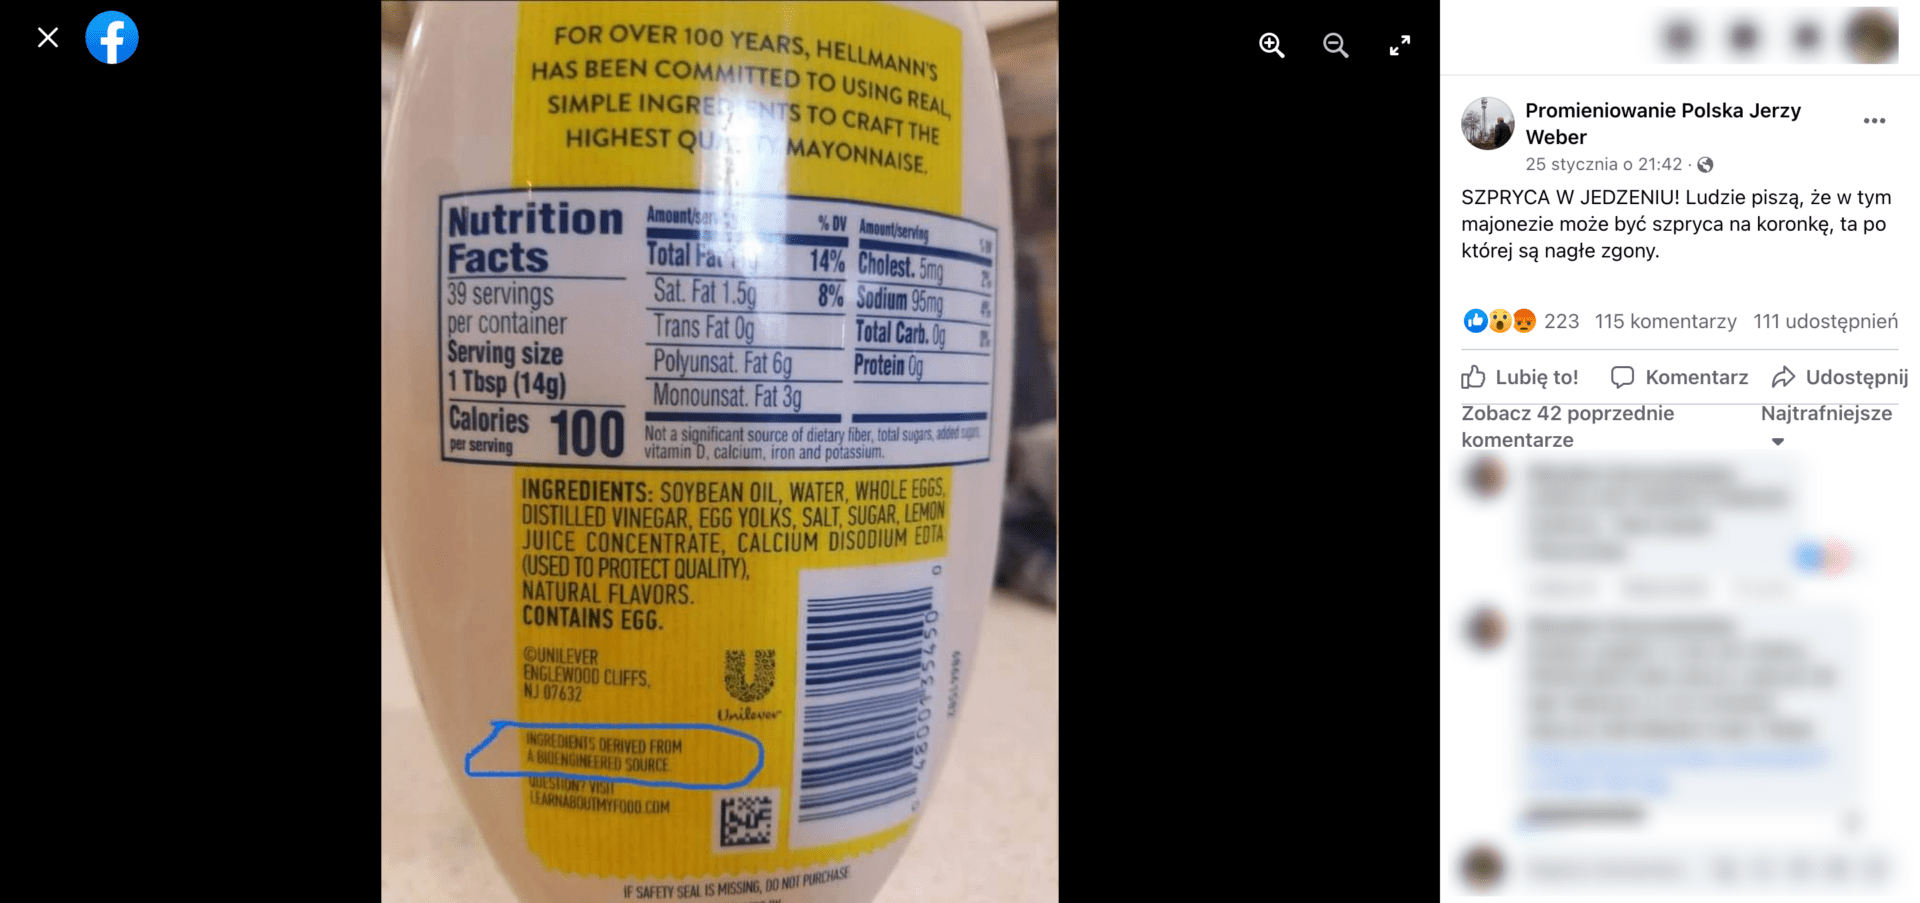 FOR OVER 100 YEARS, HELLMANN'S
HAS BEEN COMMITTED TO USING REAL,
SIMPLE INGREDIENTS TO CRAFT THE
HIGHEST QUALITY MAYONNAISE.
Nutrition
Facts
39 servings
per container
Serving size
1 Tbsp (14g)
Calories
per serving
100
% DV
Total Fat
14%
Sat. Fat 1.5g
8%
Trans Fat 0g
Polyunsat. Fat 6g
Monounsat. Fat 3g
Amount/serving
Cholest. 5mg
Sodium 95mg
Total Carb. 0g
Protein 0g
Not a significant source of dietary fiber, total sugars, added sugars,
vitamin D, calcium, iron and potassium.
INGREDIENTS: SOYBEAN OIL, WATER, WHOLE EGGS,
DISTILLED VINEGAR, EGG YOLKS, SALT, SUGAR, LEMON
JUICE CONCENTRATE, CALCIUM DISODIUM EDTA
(USED TO PROTECT QUALITY),
NATURAL FLAVORS.
CONTAINS EGG.
©UNILEVER
ENGLEWOOD CLIFFS,
NJ 07632
Unilever
INGREDIENTS DERIVED FROM
A BIOENGINEERED SOURCE
QUESTION? VISIT
LEARNABOUTMYFOOD.COM
IF SAFETY SEAL IS MISSING, DO NOT PURCHASE
Promieniowanie Polska Jerzy
Weber
25 stycznia o 21:42 ·
SZPRYCA W JEDZENIU! Ludzie piszą, że w tym
majonezie może być szpryca na koronkę, ta po
której są nagłe zgony.
223 115 komentarzy 111 udostępnień
Lubię to! Komentarz Udostępnij
Zobacz 42 poprzednie
komentarze
Najtrafniejsze